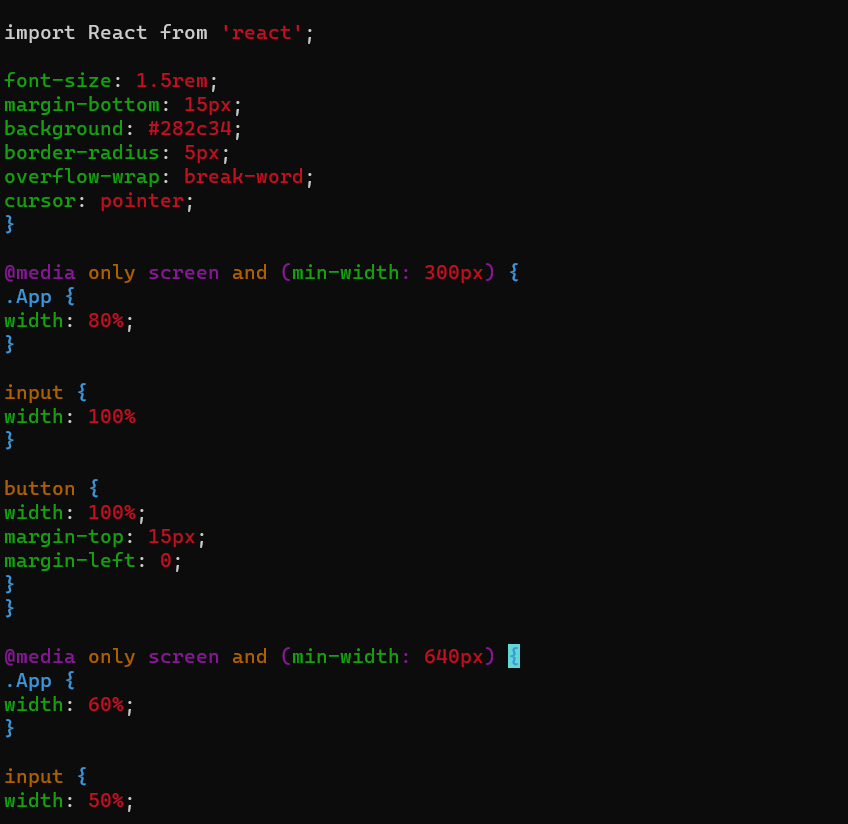 import React from 'react';
font-size: 1.5rem;
margin-bottom: 15px;
background: #282c34;
border-radius: 5px;
overflow-wrap: break-word;
cursor: pointer;
}
@media only screen and (min-width: 300px) {
.App {
width: 80%;
}
input {
width: 100%
}
button {
width: 100%;
margin-top: 15px;
margin-left: 0;
}
}
@media only screen and (min-width: 640px) {
.App {
width: 60%;
}
input {
width: 50%;